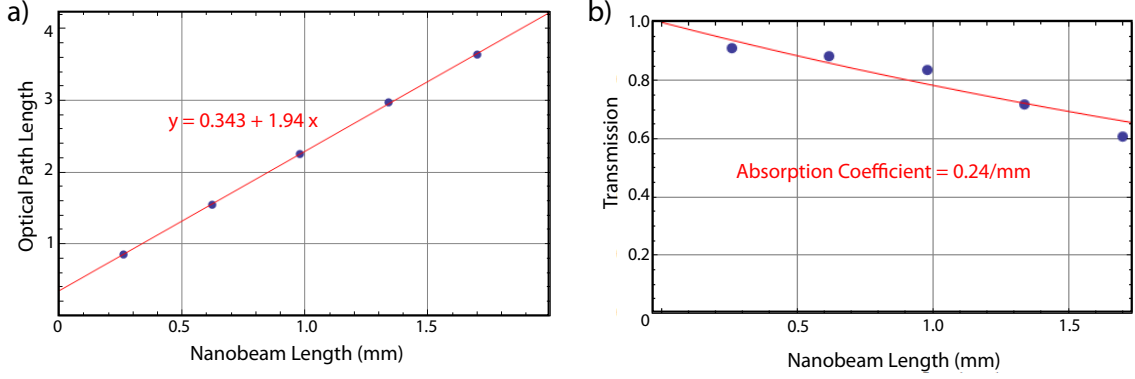 a)
Optical Path Length
4
3
2
1
y = 0.343 + 1.94 x
0 0.5 1.0 1.5
Nanobeam Length (mm)
b)
Transmission
1.0
0.8
0.6
0.4
0.2
1.0
Absorption Coefficient = 0.24/mm
0.5 1.0 1.5
Nanobeam Length (mm)